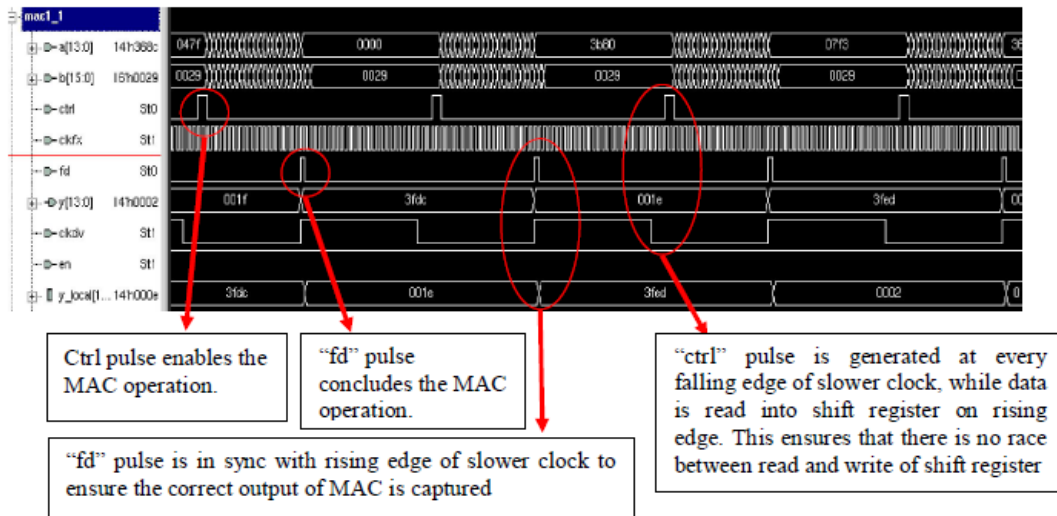 mac1_1
a[13:0] 14'h368c 047f 0000 3b80 07f3 36
b[15:0] 16'h0029 0029 0029 0029 0029
ctrl St0
clkfx St1
fd St0
y[13:0] 14'h0002 001f 3fdc 001e 3fed 00
clkdiv St1
en St1
y_local[1... 14'h000e 3fdc 001e 3fed 0002 0
Ctrl pulse enables the
MAC operation.
“fd” pulse
concludes the MAC
operation.
“ctrl” pulse is generated at every
falling edge of slower clock, while data
is read into shift register on rising
edge. This ensures that there is no race
between read and write of shift register
“fd” pulse is in sync with rising edge of slower clock to
ensure the correct output of MAC is captured